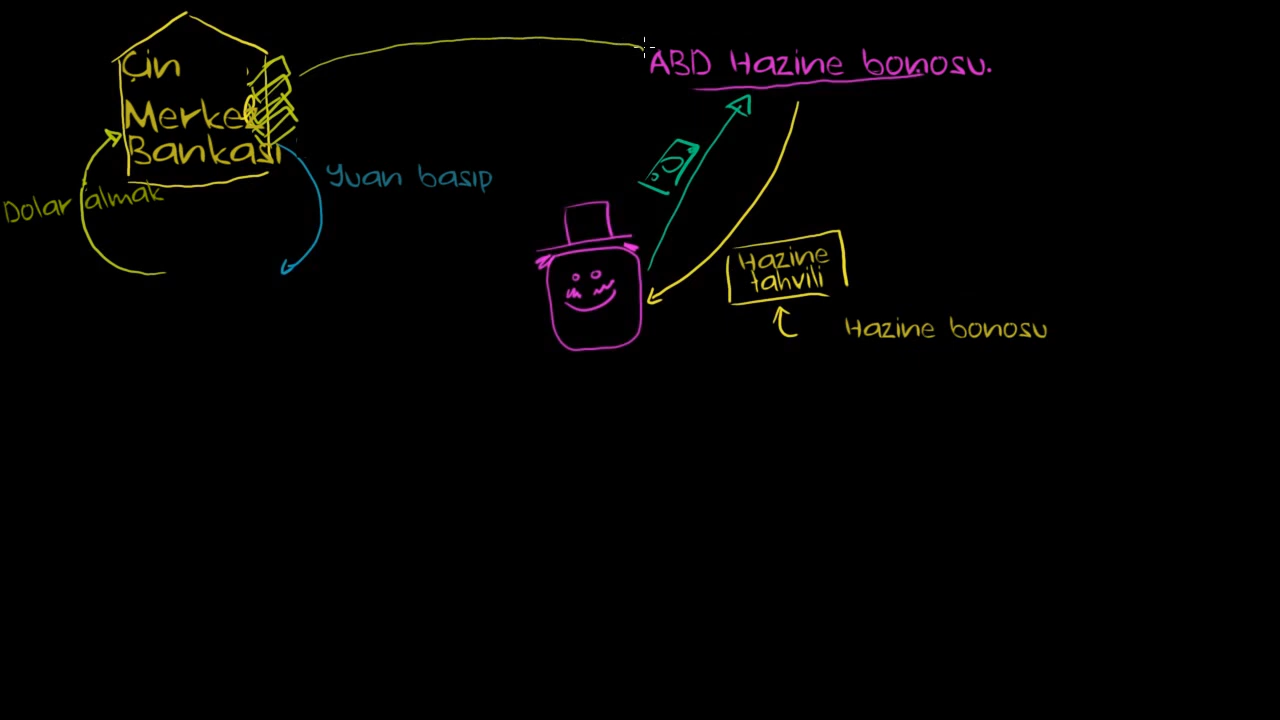 Çin
Merkez
Bankası
Dolar almak
Yuan basıp
ABD Hazine bonosu.
Hazine
tahvili
Hazine bonosu